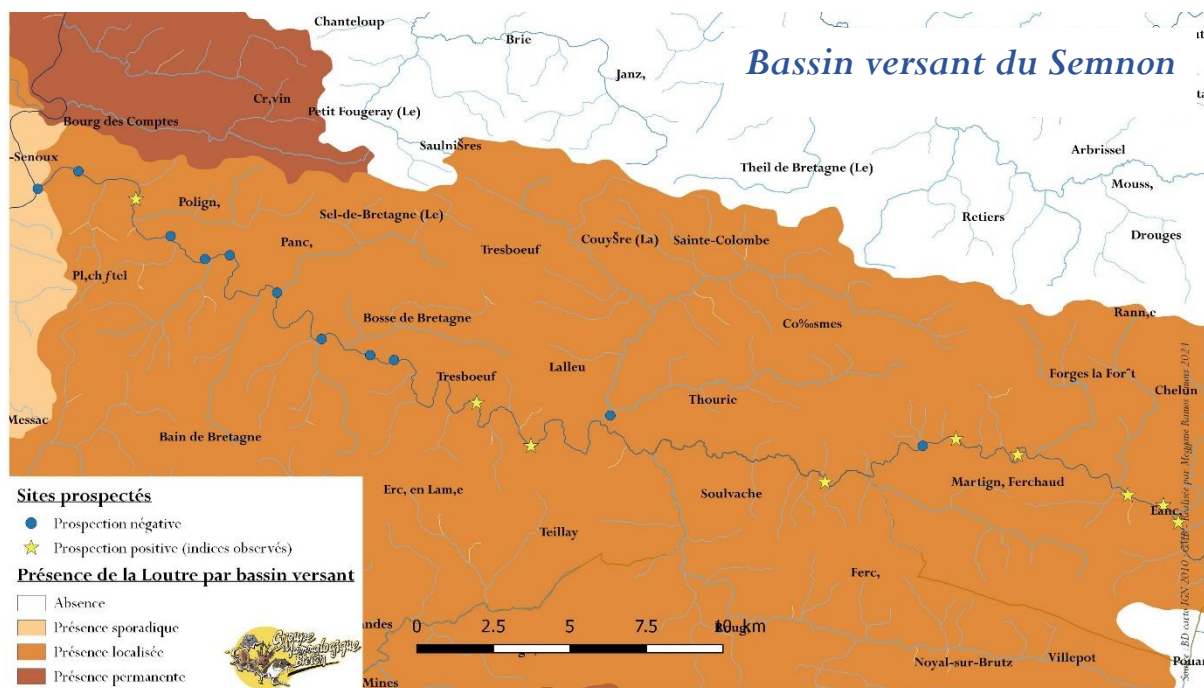 Bassin versant du Semnon
Chanteloup
Brie
Janz,
Cr‚vin
Petit Fougeray (Le)
Bourg des Comptes
SaulniŠres
Theil de Bretagne (Le)
Arbrissel
Mouss,
-Senoux
Retiers
Drouges
Polign,
Sel-de-Bretagne (Le)
Panc,
Tresboeuf
CouyŠre (La)
Sainte-Colombe
Pl,ch ƒtel
Bosse de Bretagne
Co‰smes
Rann,e
Tresboeuf
Lalleu
Forges la For^t
Chelun
Thourie
Messac
Bain de Bretagne
Erc, en Lam,e
Soulvache
Martign, Ferchaud
Eanc,
Teillay
Ferc,
Noyal-sur-Brutz
Villepot
Mines
Sites prospectés
Prospection négative
Prospection positive (indices observés)
Présence de la Loutre par bassin versant
Absence
Présence sporadique
Présence localisée
Présence permanente
Groupe Mammalogique Breton
0 2.5 5 7.5 10 km